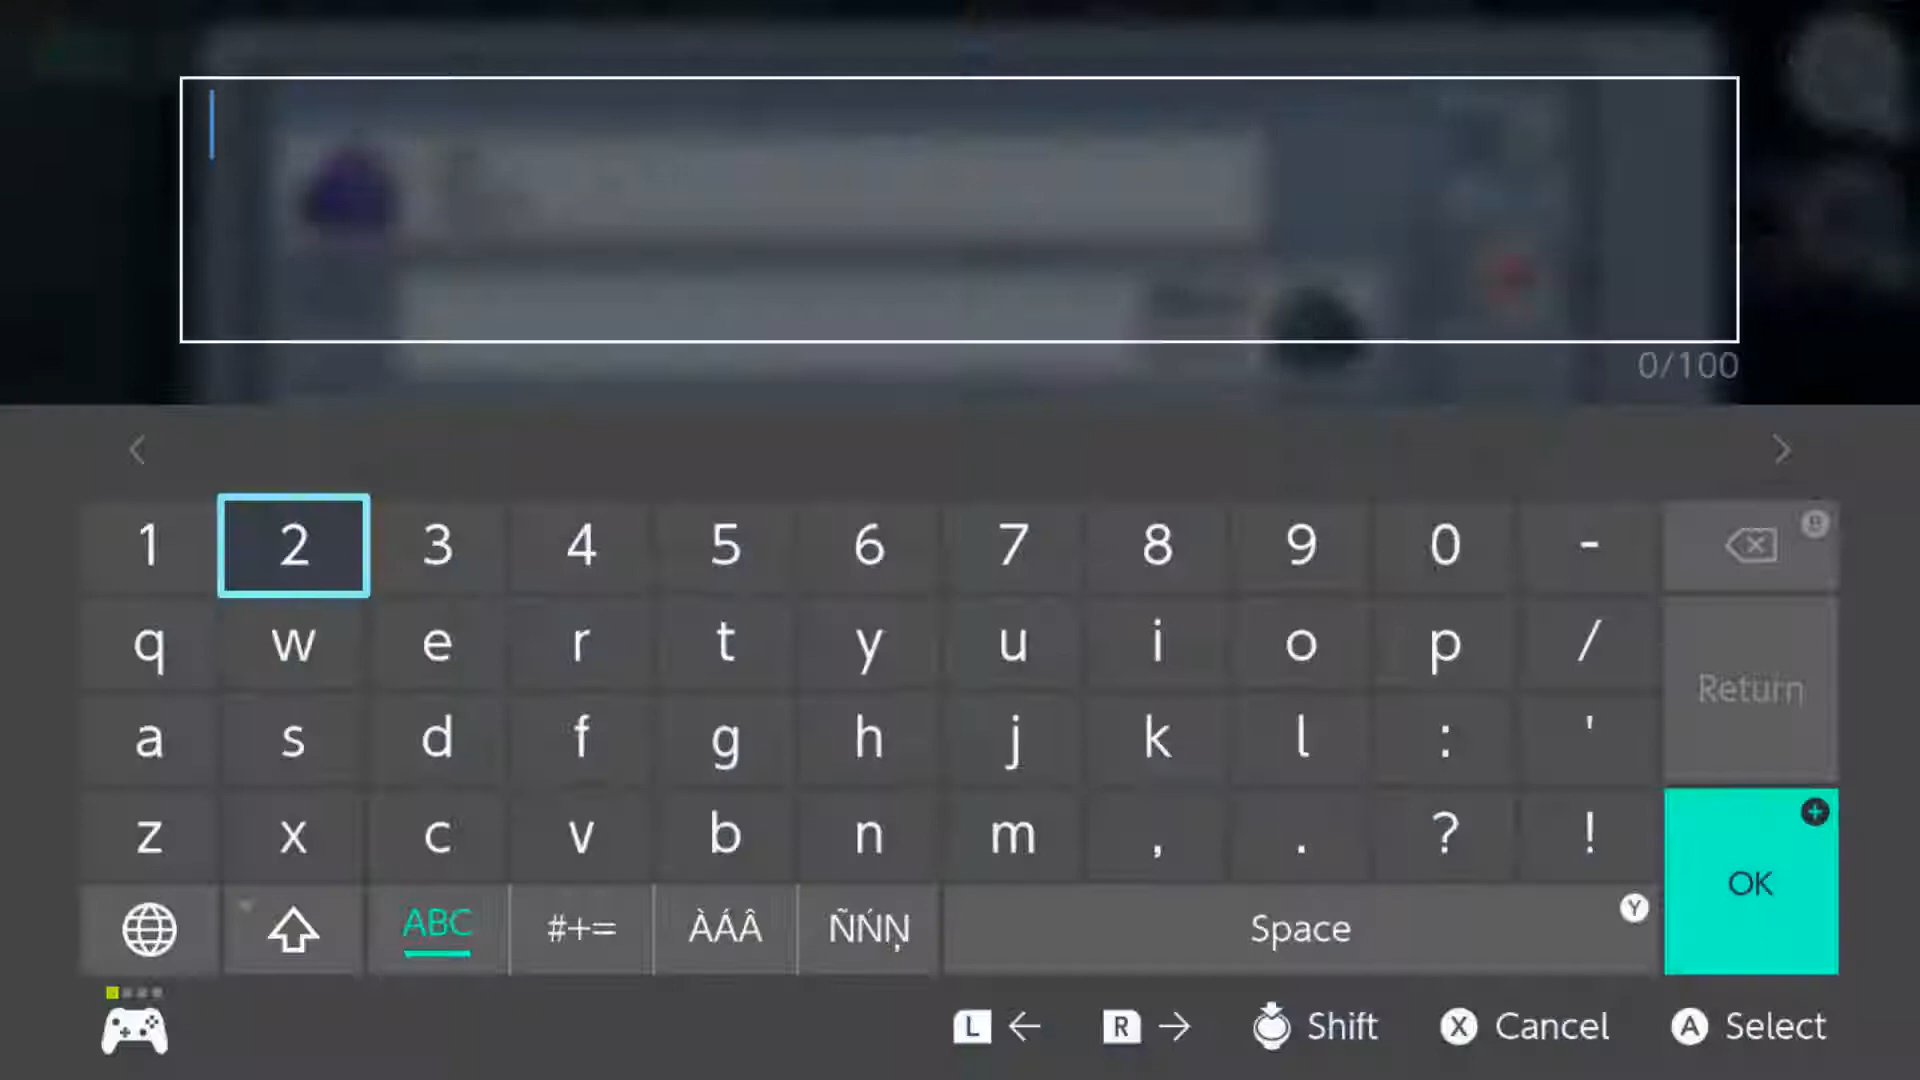 0/100
1 2 3 4 5 6 7 8 9 0 - B
q w e r t y u i o p / Return
a s d f g h j k l : '
z x c v b n m , . ? ! + OK
ABC #+= ÀÁÂ ÑŃŅ Space Y
L ← R → Shift X Cancel A Select